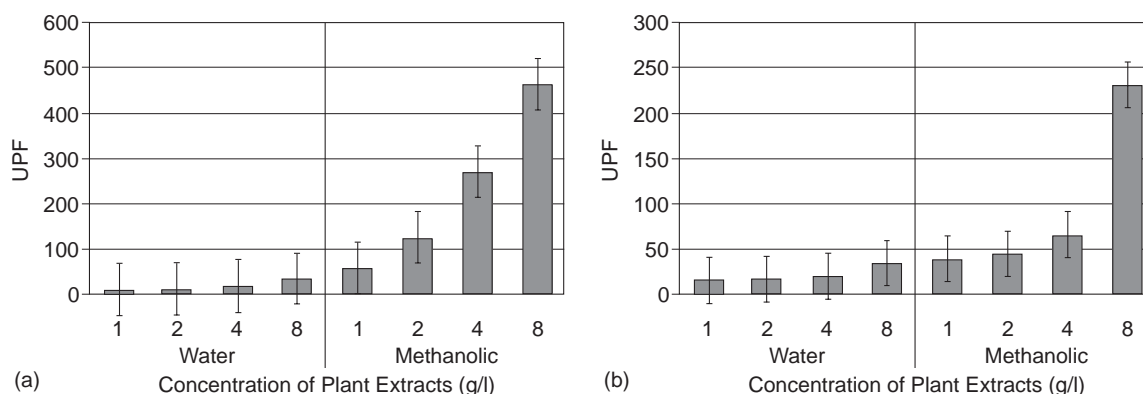 600
500
400
300
200
100
0
UPF
1 2 4 8 1 2 4 8
Water Methanolic
(a) Concentration of Plant Extracts (g/l)
300
250
200
150
100
50
0
UPF
1 2 4 8 1 2 4 8
Water Methanolic
(b) Concentration of Plant Extracts (g/l)